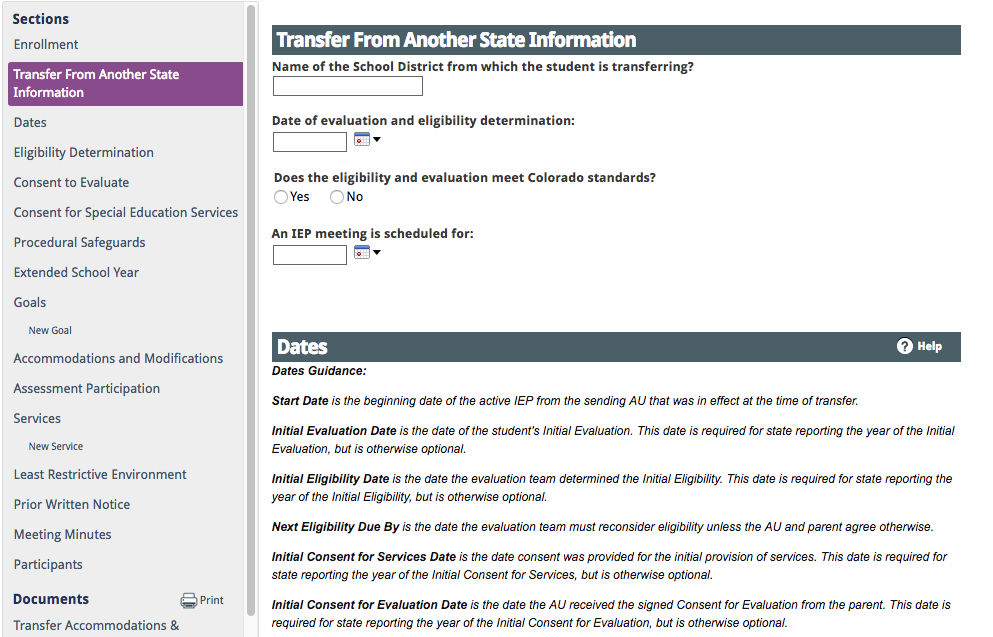 Sections
Enrollment
Transfer From Another State
Information
Dates
Eligibility Determination
Consent to Evaluate
Consent for Special Education Services
Procedural Safeguards
Extended School Year
Goals
New Goal
Accommodations and Modifications
Assessment Participation
Services
New Service
Least Restrictive Environment
Prior Written Notice
Meeting Minutes
Participants
Documents
Print
Transfer Accommodations &
Transfer From Another State Information
Name of the School District from which the student is transferring?
Date of evaluation and eligibility determination:
Does the eligibility and evaluation meet Colorado standards?
Yes No
An IEP meeting is scheduled for:
Dates
? Help
Dates Guidance:
Start Date is the beginning date of the active IEP from the sending AU that was in effect at the time of transfer.
Initial Evaluation Date is the date of the student's Initial Evaluation. This date is required for state reporting the year of the Initial
Evaluation, but is otherwise optional.
Initial Eligibility Date is the date the evaluation team determined the Initial Eligibility. This date is required for state reporting the
year of the Initial Eligibility, but is otherwise optional.
Next Eligibility Due By is the date the evaluation team must reconsider eligibility unless the AU and parent agree otherwise.
Initial Consent for Services Date is the date consent was provided for the initial provision of services. This date is required for
state reporting the year of the Initial Consent for Services, but is otherwise optional.
Initial Consent for Evaluation Date is the date the AU received the signed Consent for Evaluation from the parent. This date is
required for state reporting the year of the Initial Consent for Evaluation, but is otherwise optional.